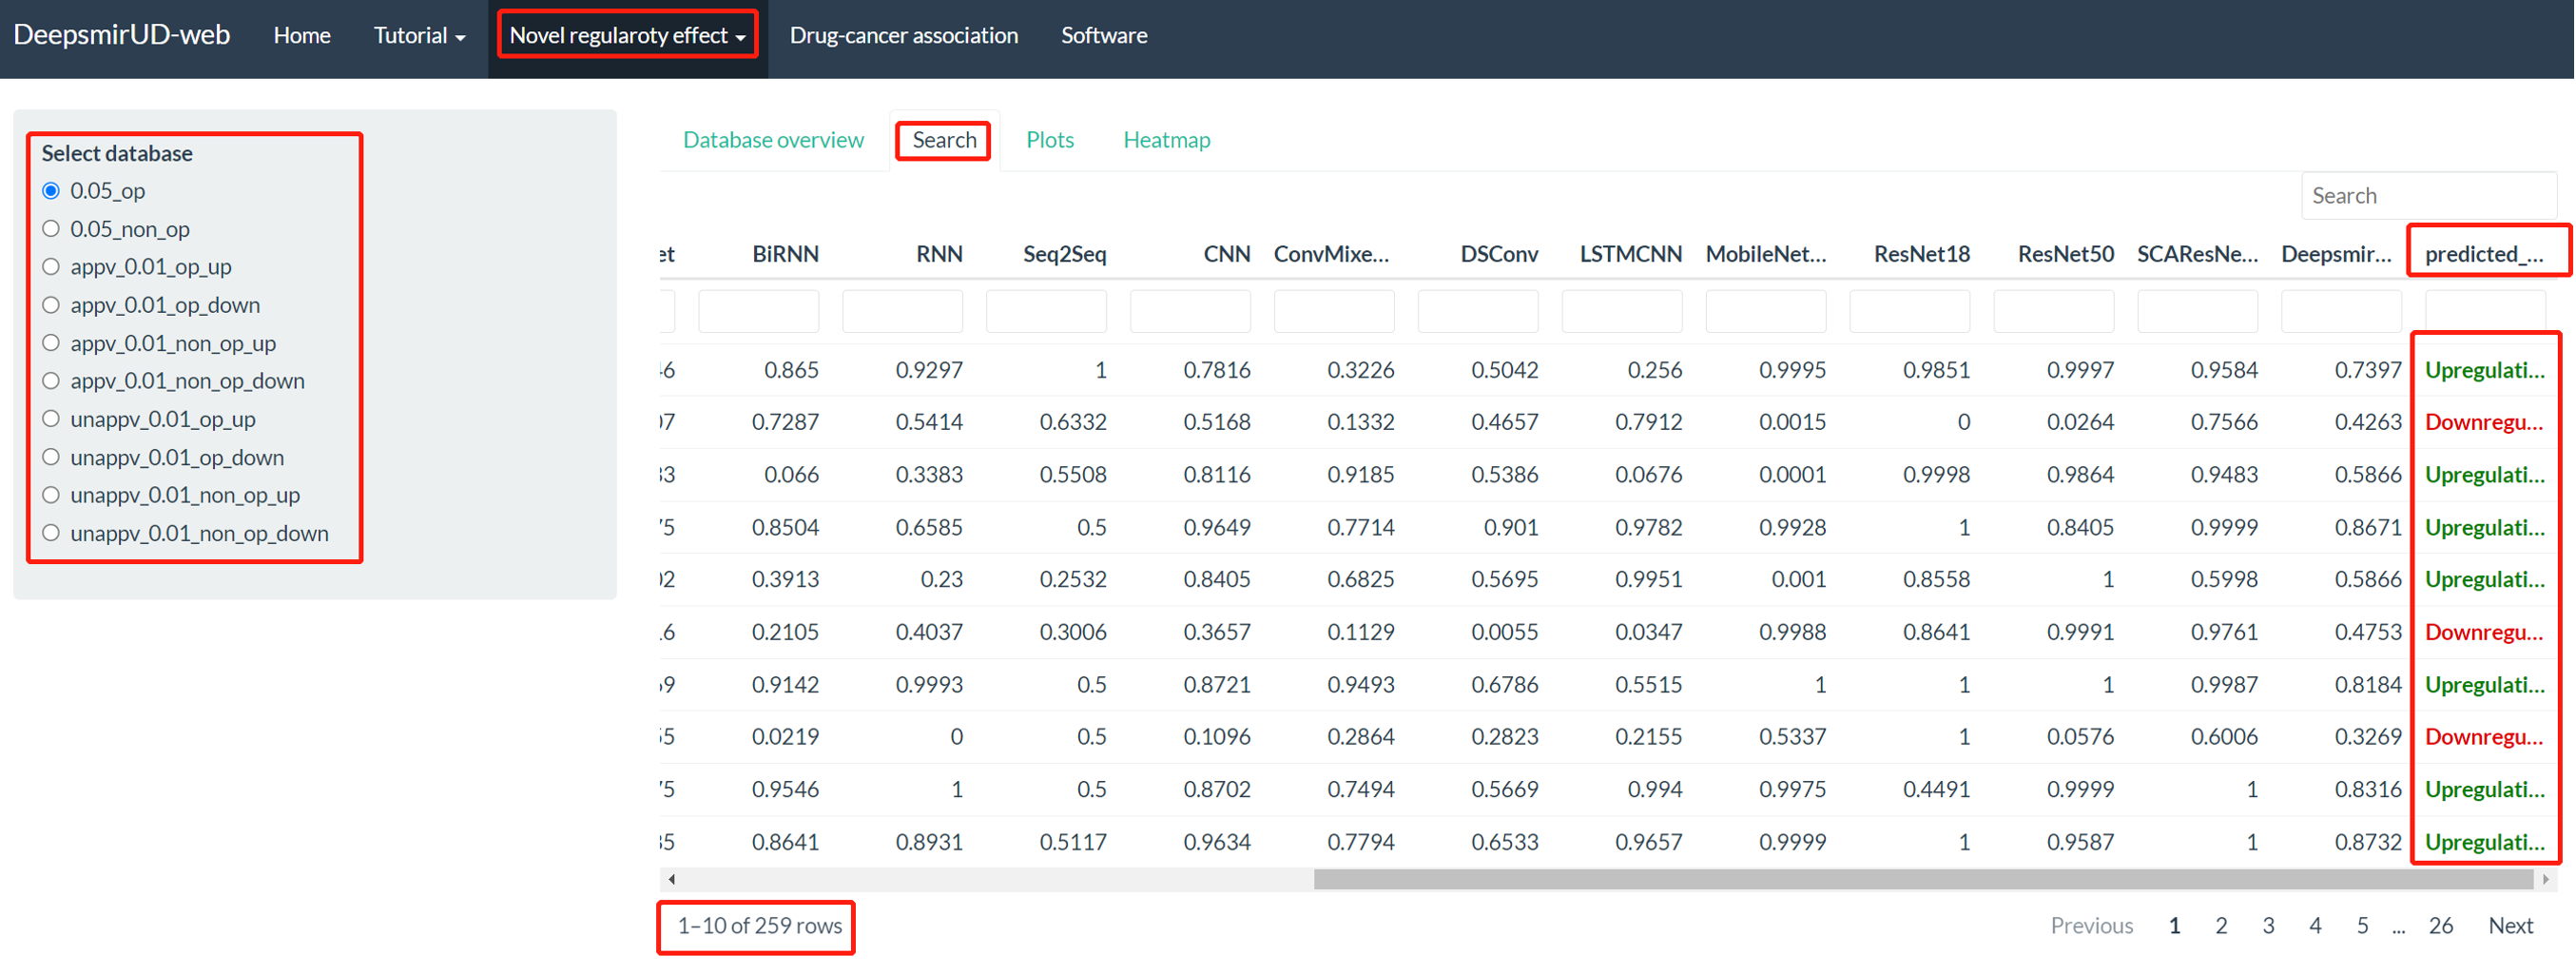 DeepsmirUD-web Home Tutorial Novel regularoty effect Drug-cancer association Software
Select database
0.05_op
0.05_non_op
appv_0.01_op_up
appv_0.01_op_down
appv_0.01_non_op_up
appv_0.01_non_op_down
unappv_0.01_op_up
unappv_0.01_op_down
unappv_0.01_non_op_up
unappv_0.01_non_op_down
Database overview Search Plots Heatmap
Search
et BiRNN RNN Seq2Seq CNN ConvMixe... DSConv LSTMCNN MobileNet... ResNet18 ResNet50 SCAResNe... Deepsmir... predicted_...
46 0.865 0.9297 1 0.7816 0.3226 0.5042 0.256 0.9995 0.9851 0.9997 0.9584 0.7397 Upregulati...
07 0.7287 0.5414 0.6332 0.5168 0.1332 0.4657 0.7912 0.0015 0 0.0264 0.7566 0.4263 Downregu...
33 0.066 0.3383 0.5508 0.8116 0.9185 0.5386 0.0676 0.0001 0.9998 0.9864 0.9483 0.5866 Upregulati...
75 0.8504 0.6585 0.5 0.9649 0.7714 0.901 0.9782 0.9928 1 0.8405 0.9999 0.8671 Upregulati...
02 0.3913 0.23 0.2532 0.8405 0.6825 0.5695 0.9951 0.001 0.8558 1 0.5998 0.5866 Upregulati...
16 0.2105 0.4037 0.3006 0.3657 0.1129 0.0055 0.0347 0.9988 0.8641 0.9991 0.9761 0.4753 Downregu...
9 0.9142 0.9993 0.5 0.8721 0.9493 0.6786 0.5515 1 1 1 0.9987 0.8184 Upregulati...
5 0.0219 0 0.5 0.1096 0.2864 0.2823 0.2155 0.5337 1 0.0576 0.6006 0.3269 Downregu...
75 0.9546 1 0.5 0.8702 0.7494 0.5669 0.994 0.9975 0.4491 0.9999 1 0.8316 Upregulati...
35 0.8641 0.8931 0.5117 0.9634 0.7794 0.6533 0.9657 0.9999 1 0.9587 1 0.8732 Upregulati...
1–10 of 259 rows Previous 1 2 3 4 5 ... 26 Next